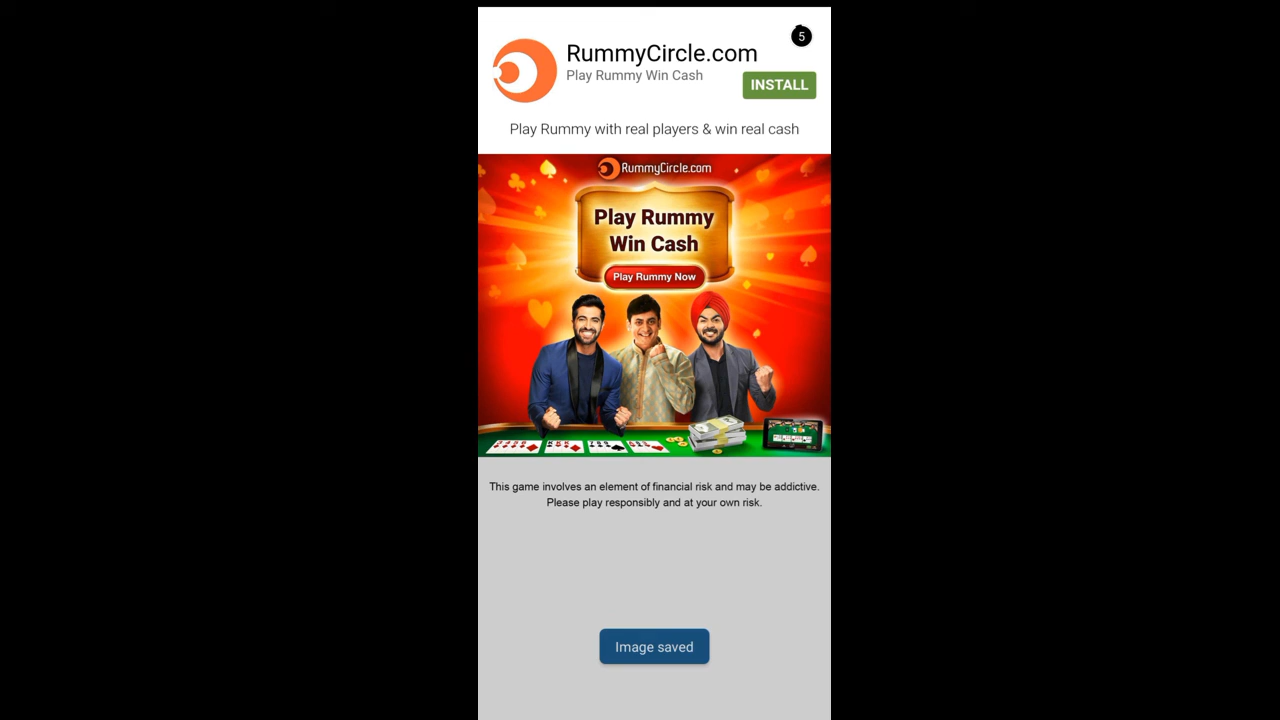 5
RummyCircle.com
Play Rummy Win Cash
INSTALL
Play Rummy with real players & win real cash
RummyCircle.com
Play Rummy
Win Cash
Play Rummy Now
This game involves an element of financial risk and may be addictive.
Please play responsibly and at your own risk.
Image saved